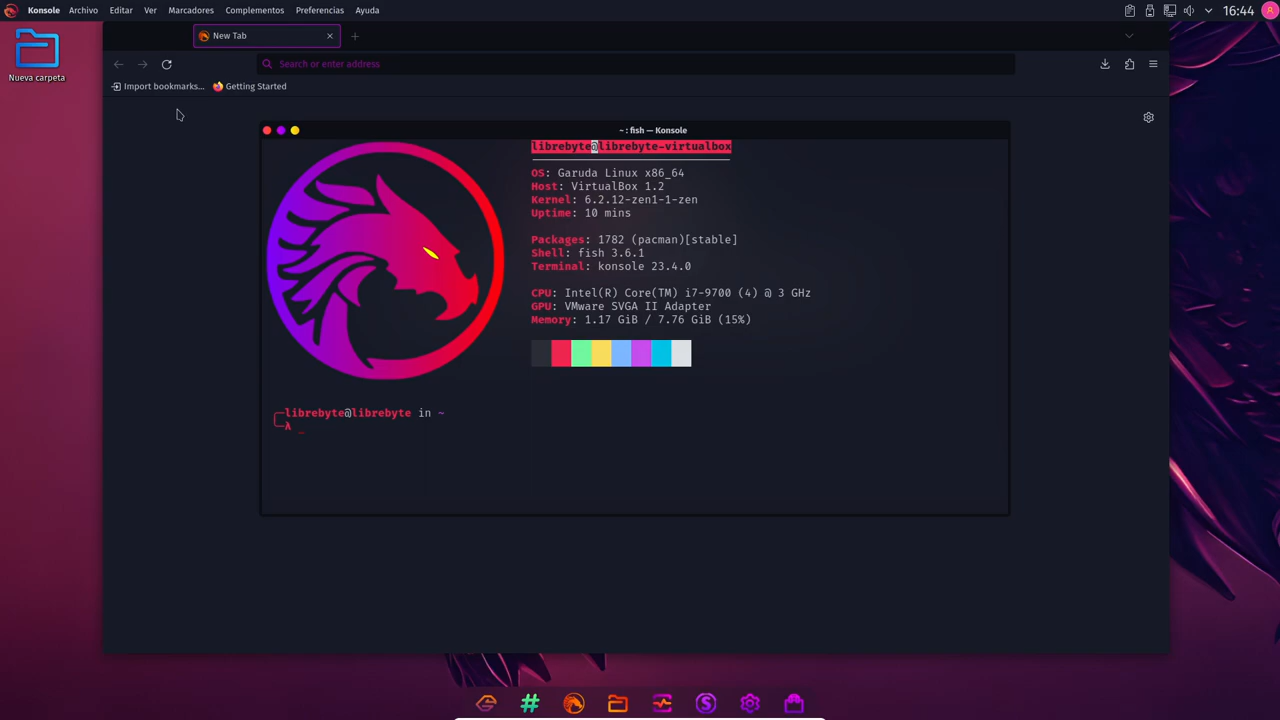 Konsole Archivo Editar Ver Marcadores Complementos Preferencias Ayuda 16:44
New Tab
Nueva carpeta
Search or enter address
Import bookmarks... Getting Started
~ : fish — Konsole
librebyte@librebyte-virtualbox
OS: Garuda Linux x86_64
Host: VirtualBox 1.2
Kernel: 6.2.12-zen1-1-zen
Uptime: 10 mins
Packages: 1782 (pacman)[stable]
Shell: fish 3.6.1
Terminal: konsole 23.4.0
CPU: Intel(R) Core(TM) i7-9700 (4) @ 3 GHz
GPU: VMware SVGA II Adapter
Memory: 1.17 GiB / 7.76 GiB (15%)
librebyte@librebyte in ~
λ _